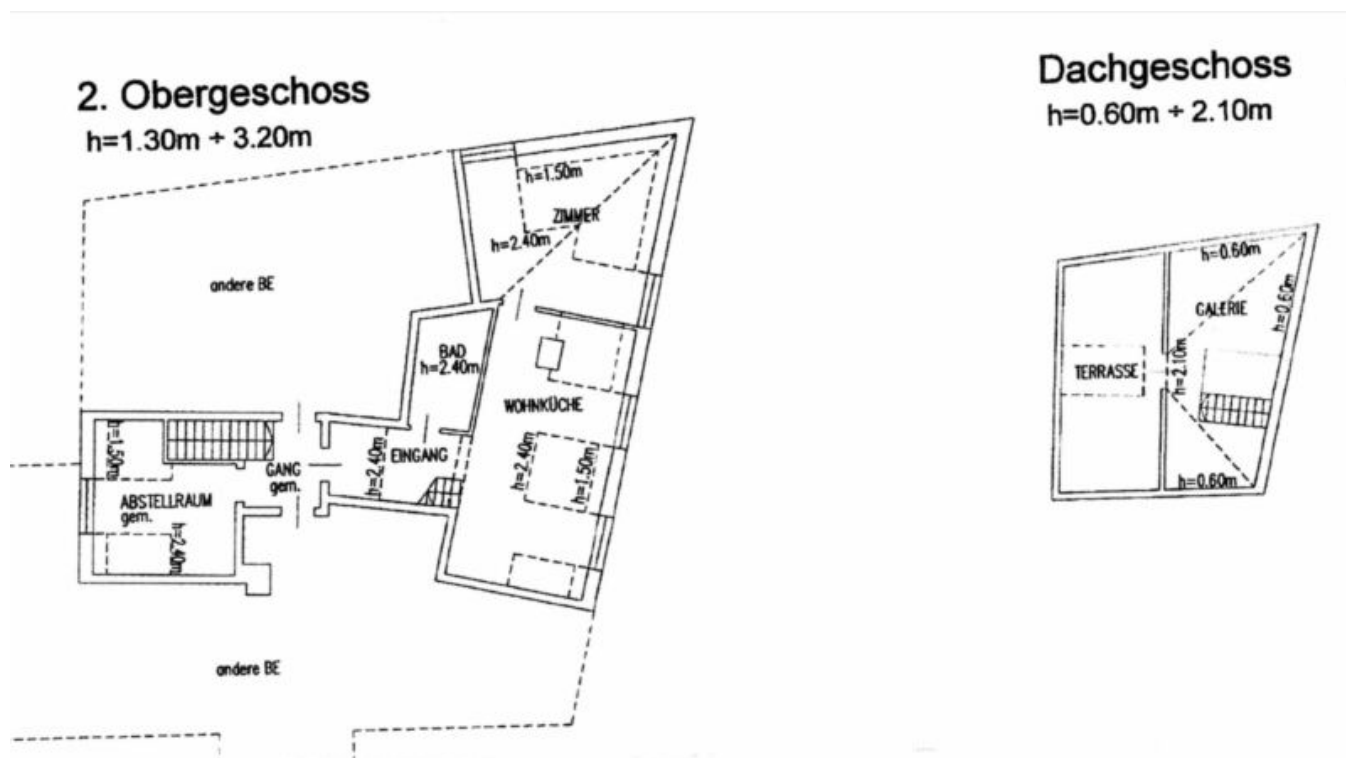 2. Obergeschoss
h=1.30m ÷ 3.20m
Dachgeschoss
h=0.60m ÷ 2.10m
h=1.50m
ZIMMER
h=2.40m
andere BE
BAD
h=2.40m
WOHNKÜCHE
h=2.40m
h=1.50m
EINGANG
h=2.40m
GANG
gem.
h=1.50m
ABSTELLRAUM
gem.
h=2.40m
andere BE
h=0.60m
GALERIE
h=0.60m
TERRASSE
h=2.10m
h=0.60m